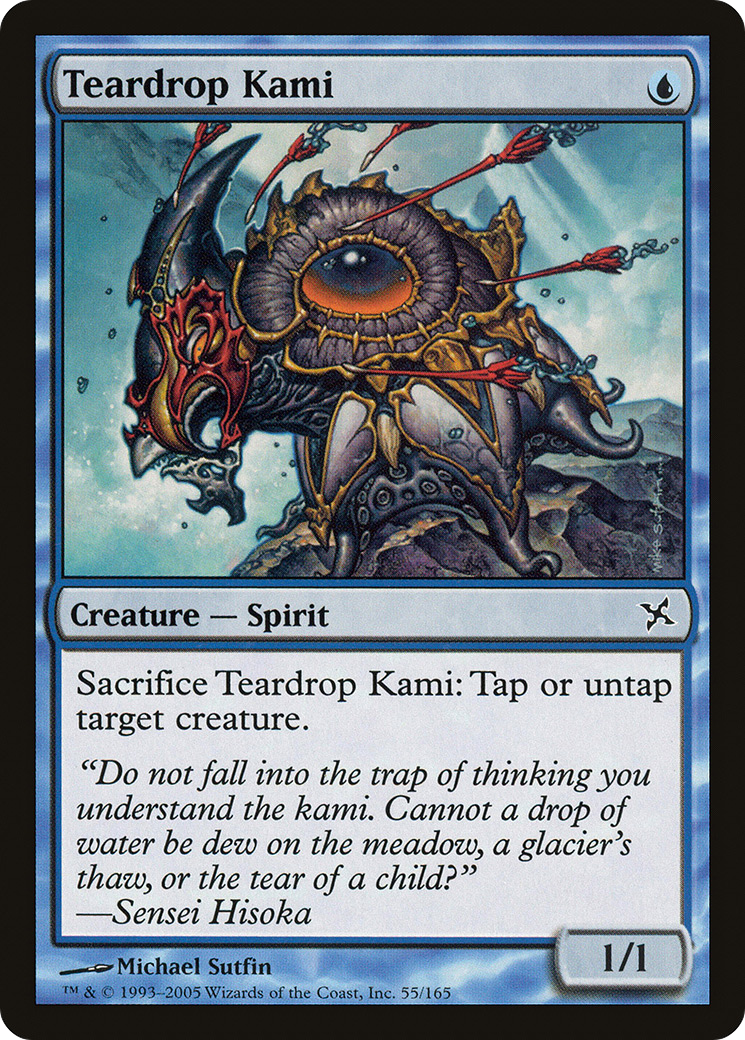 Teardrop Kami
Mike Sutfin
Creature — Spirit
Sacrifice Teardrop Kami: Tap or untap
target creature.
“Do not fall into the trap of thinking you
understand the kami. Cannot a drop of
water be dew on the meadow, a glacier’s
thaw, or the tear of a child?”
—Sensei Hisoka
1/1
Michael Sutfin
™ & © 1993–2005 Wizards of the Coast, Inc. 55/165